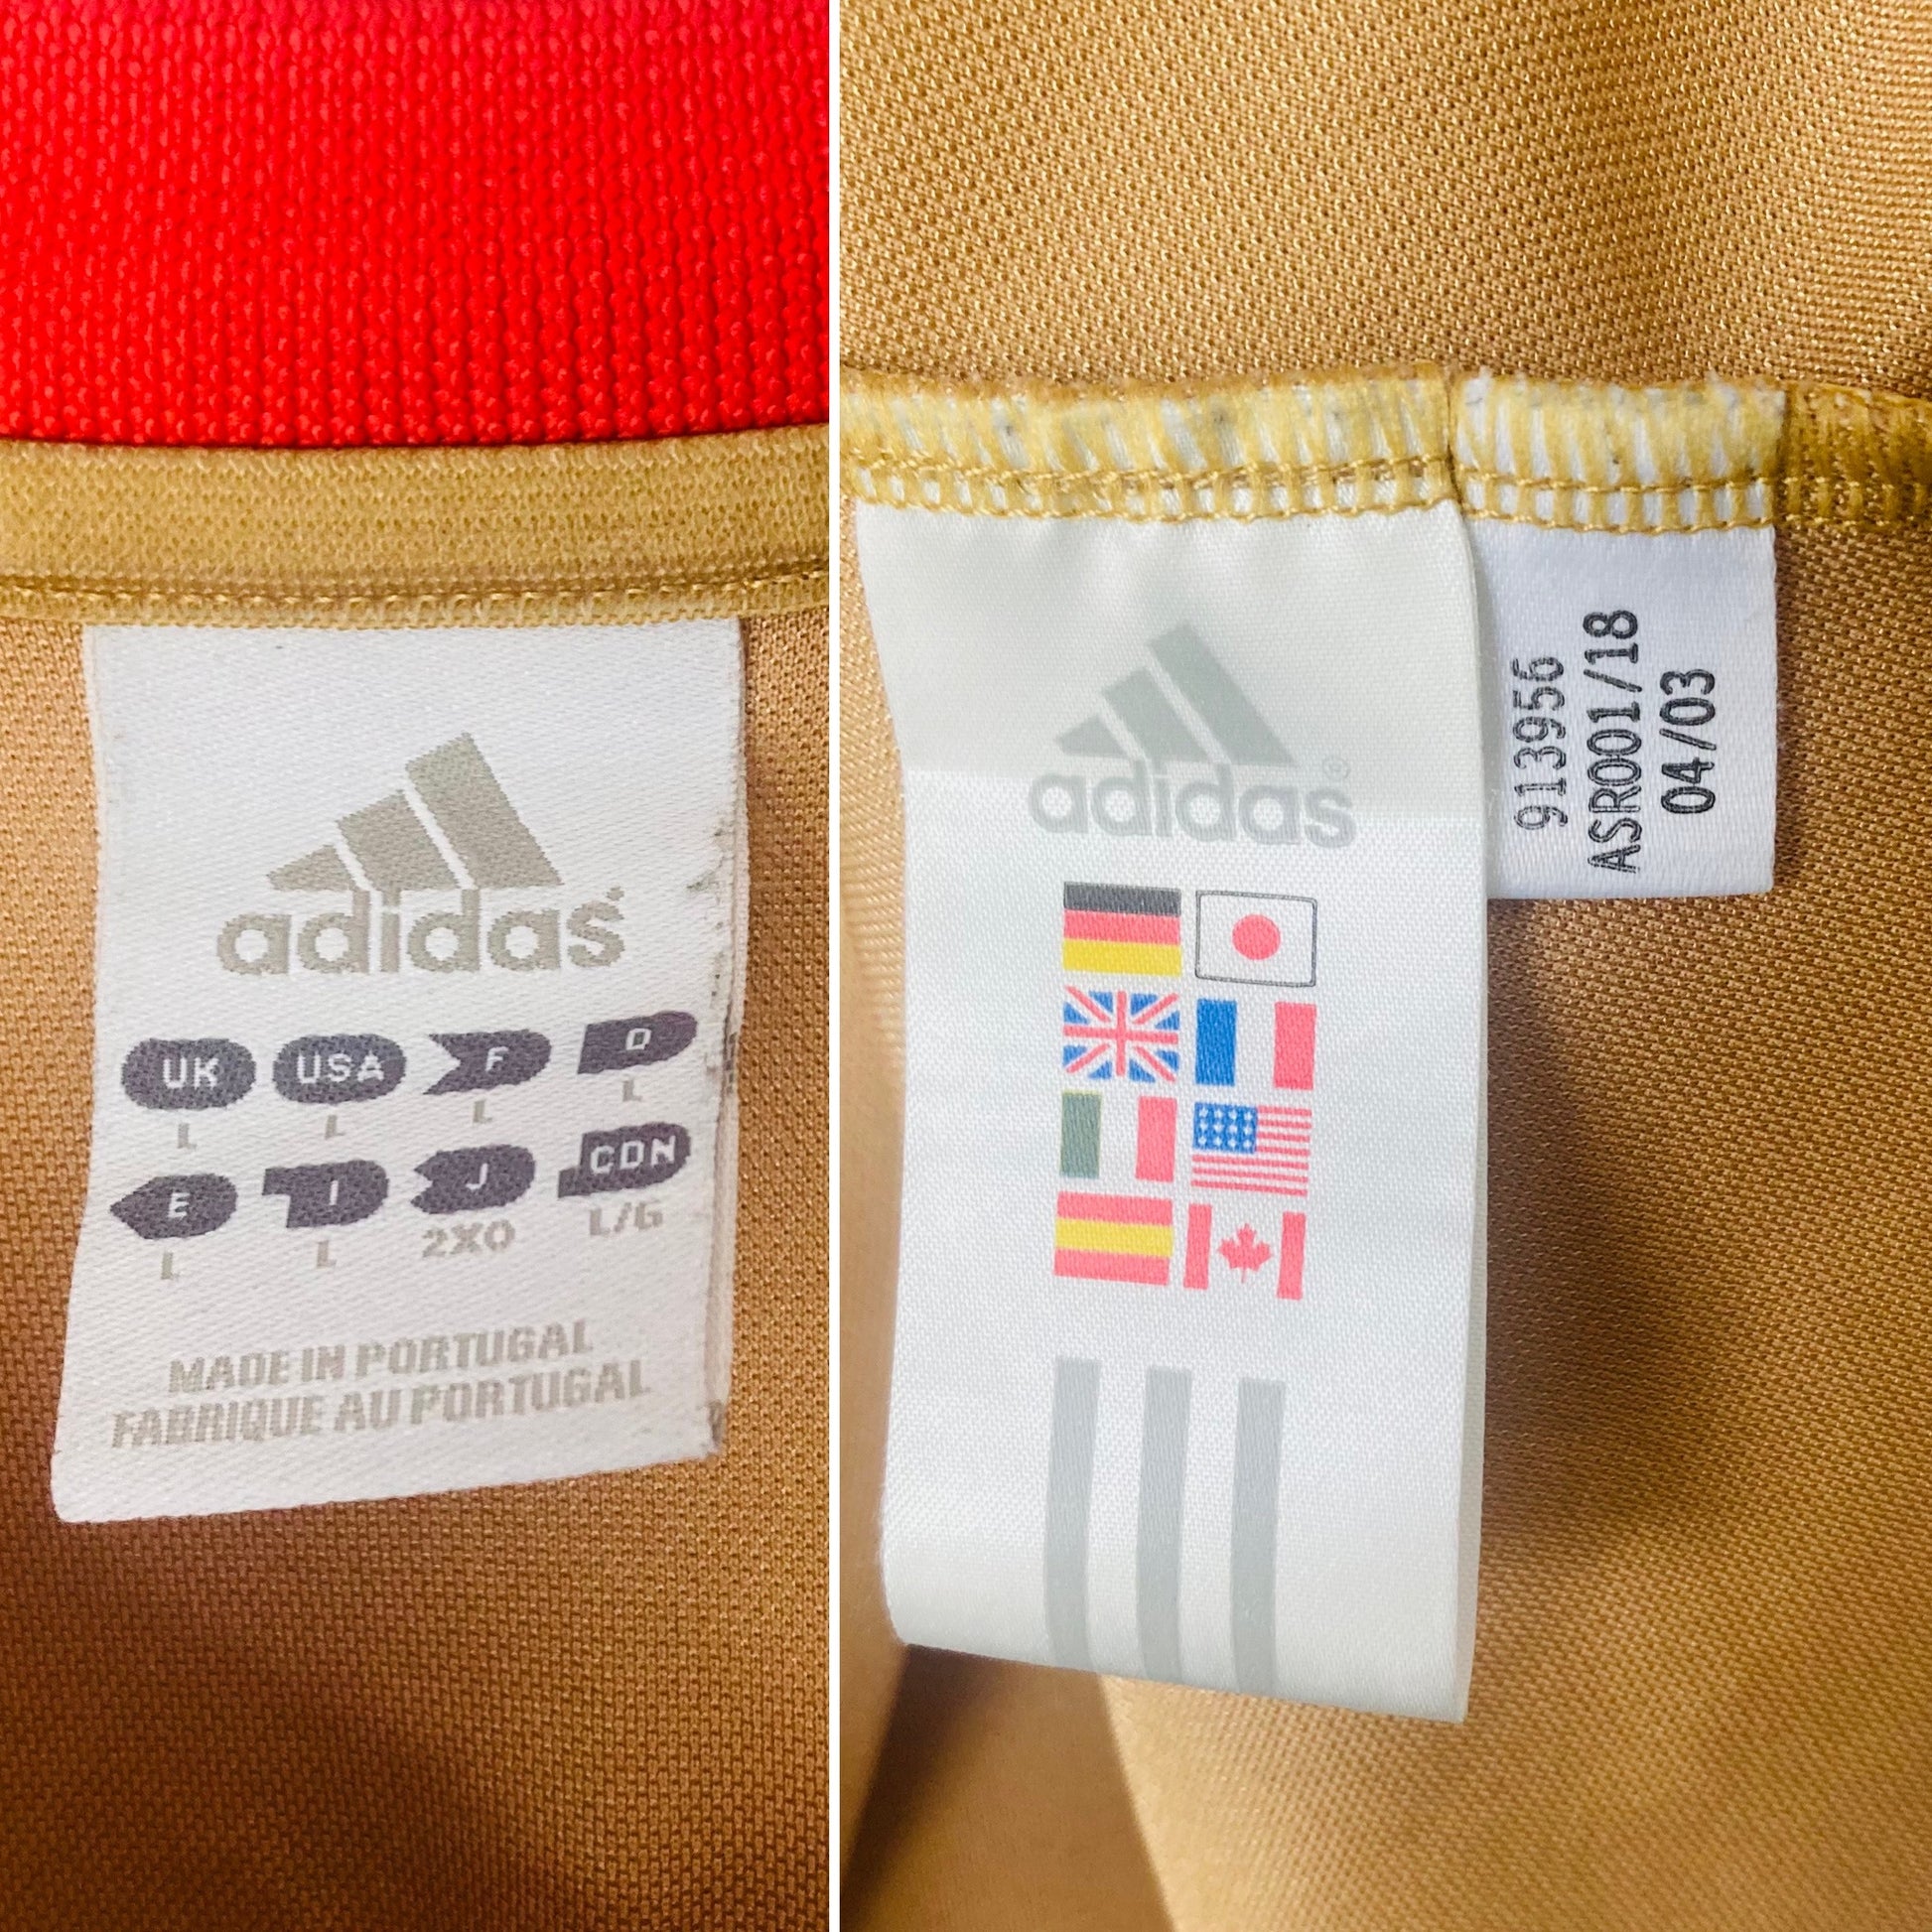 adidas
UK USA F D
L L L L
E I J CDN
L L 2XO L/G
MADE IN PORTUGAL
FABRIQUE AU PORTUGAL
adidas®
913956
ASR001/18
04/03